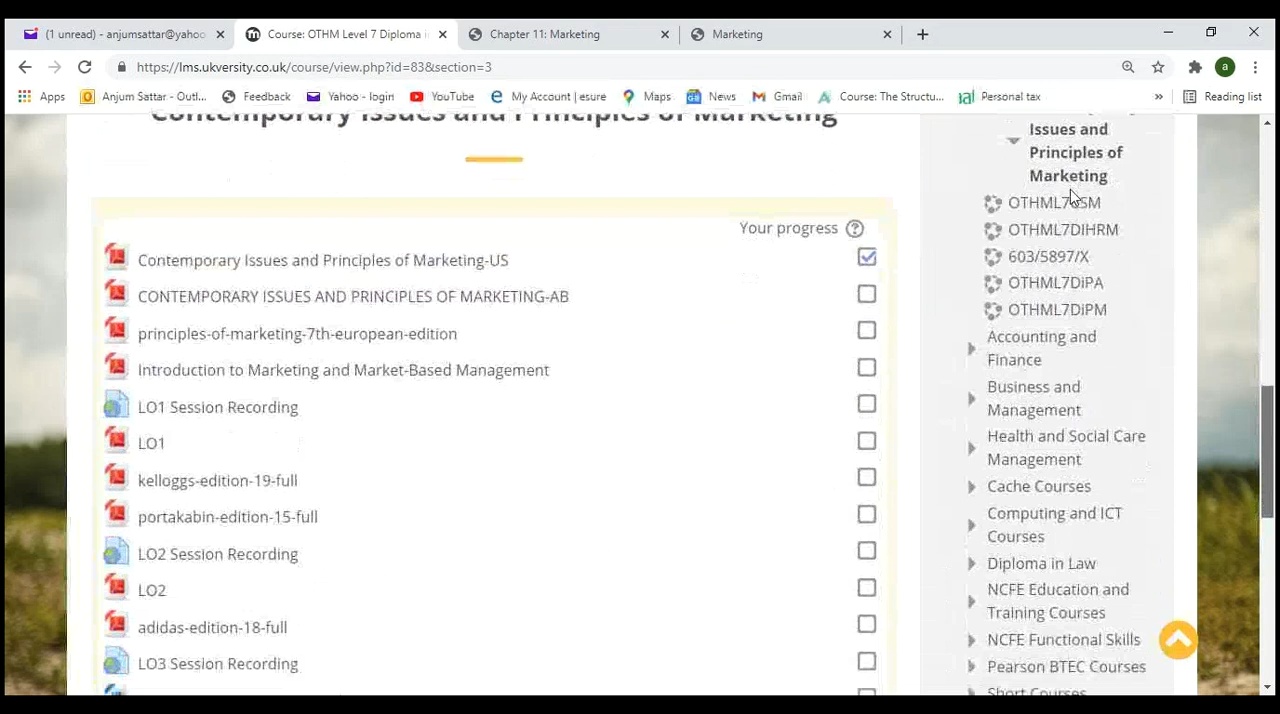 (1 unread) - anjumsattar@yahoo
Course: OTHM Level 7 Diploma i
Chapter 11: Marketing
Marketing
https://lms.ukversity.co.uk/course/view.php?id=83&section=3
a
Apps
Anjum Sattar - Outl...
Feedback
Yahoo - login
YouTube
My Account | esure
Maps
News
Gmail
Course: The Structu...
Personal tax
»
Reading list
Contemporary Issues and Principles of Marketing
Your progress
Contemporary Issues and Principles of Marketing-US
CONTEMPORARY ISSUES AND PRINCIPLES OF MARKETING-AB
principles-of-marketing-7th-european-edition
Introduction to Marketing and Market-Based Management
LO1 Session Recording
LO1
kelloggs-edition-19-full
portakabin-edition-15-full
LO2 Session Recording
LO2
adidas-edition-18-full
LO3 Session Recording
Issues and
Principles of
Marketing
OTHML7DIHRM
603/5897/X
OTHML7DiPA
OTHML7DiPM
Accounting and
Finance
Business and
Management
Health and Social Care
Management
Cache Courses
Computing and ICT
Courses
Diploma in Law
NCFE Education and
Training Courses
NCFE Functional Skills
Pearson BTEC Courses
Short Courses